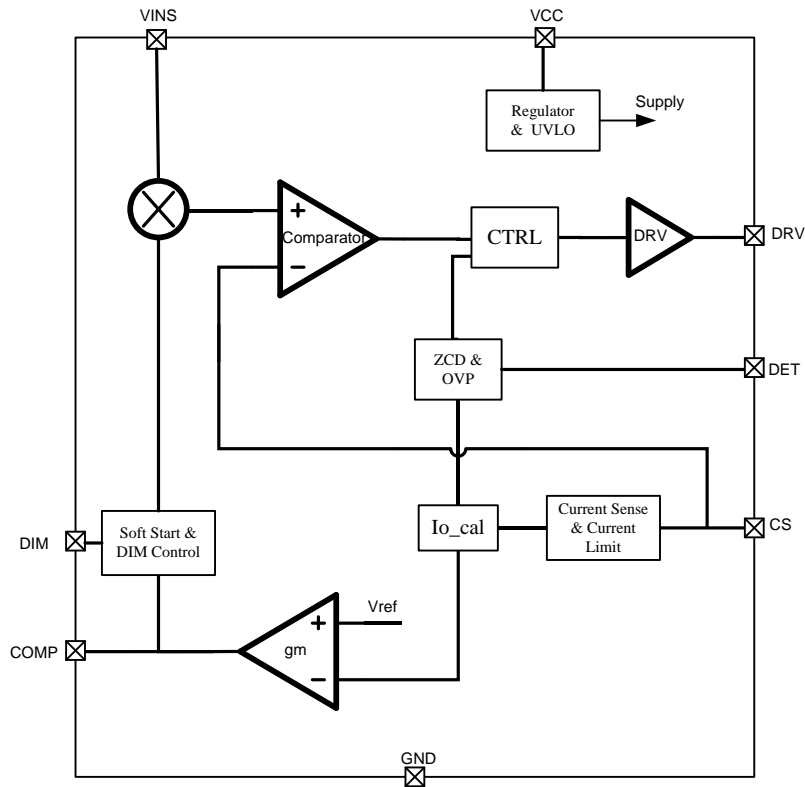 VINS
VCC
Regulator
& UVLO
Supply
+
Comparator
−
CTRL
DRV
DRV
ZCD &
OVP
DET
Soft Start &
DIM Control
DIM
Io_cal
Current Sense
& Current
Limit
CS
Vref
+
gm
−
COMP
GND